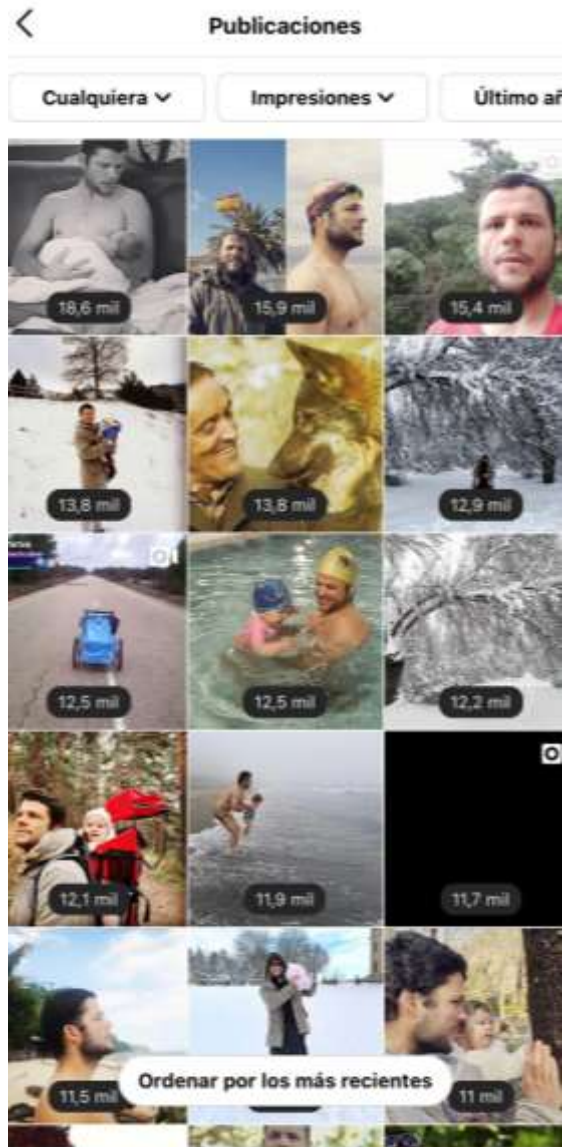 Publicaciones
Cualquiera
Impresiones
Último añ
18,6 mil
15,9 mil
15,4 mil
13,8 mil
13,8 mil
12,9 mil
12,5 mil
12,5 mil
12,2 mil
12,1 mil
11,9 mil
11,7 mil
11,5 mil
11 mil
Ordenar por los más recientes